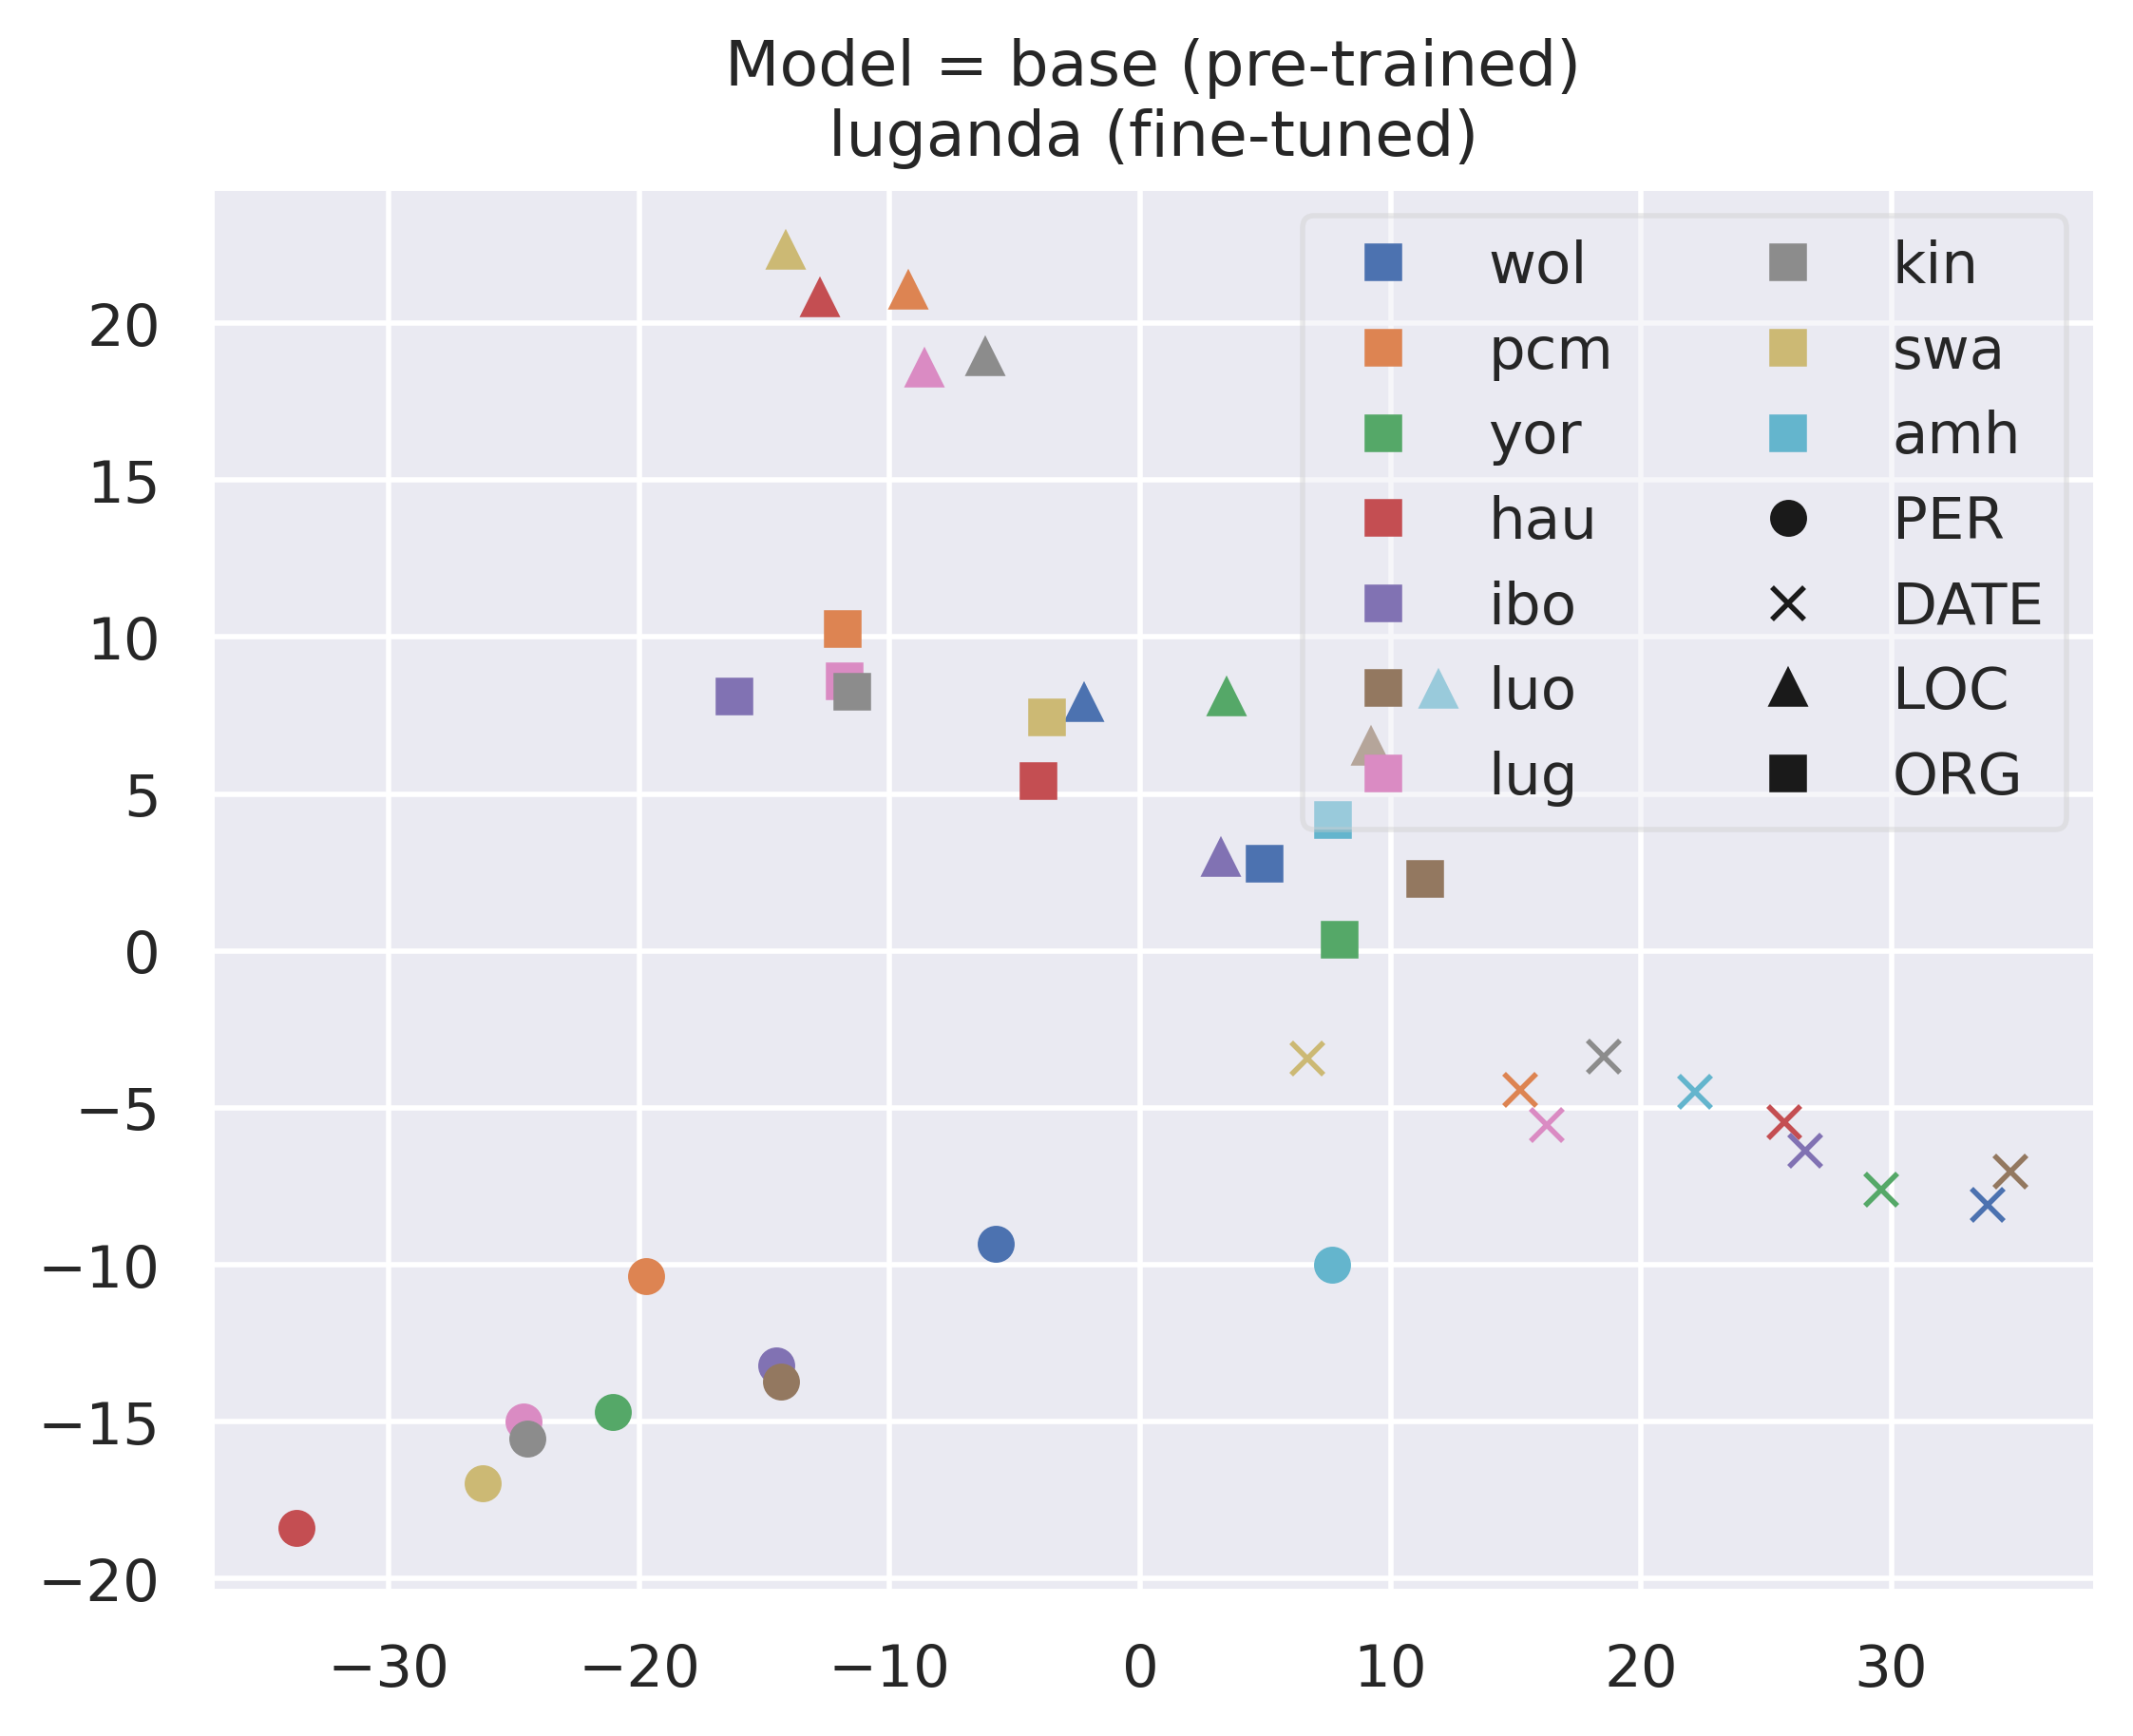 Model = base (pre-trained)
luganda (fine-tuned)
wol
pcm
yor
hau
ibo
luo
lug
kin
swa
amh
PER
DATE
LOC
ORG
20
15
10
5
0
−5
−10
−15
−20
−30
−20
−10
0
10
20
30